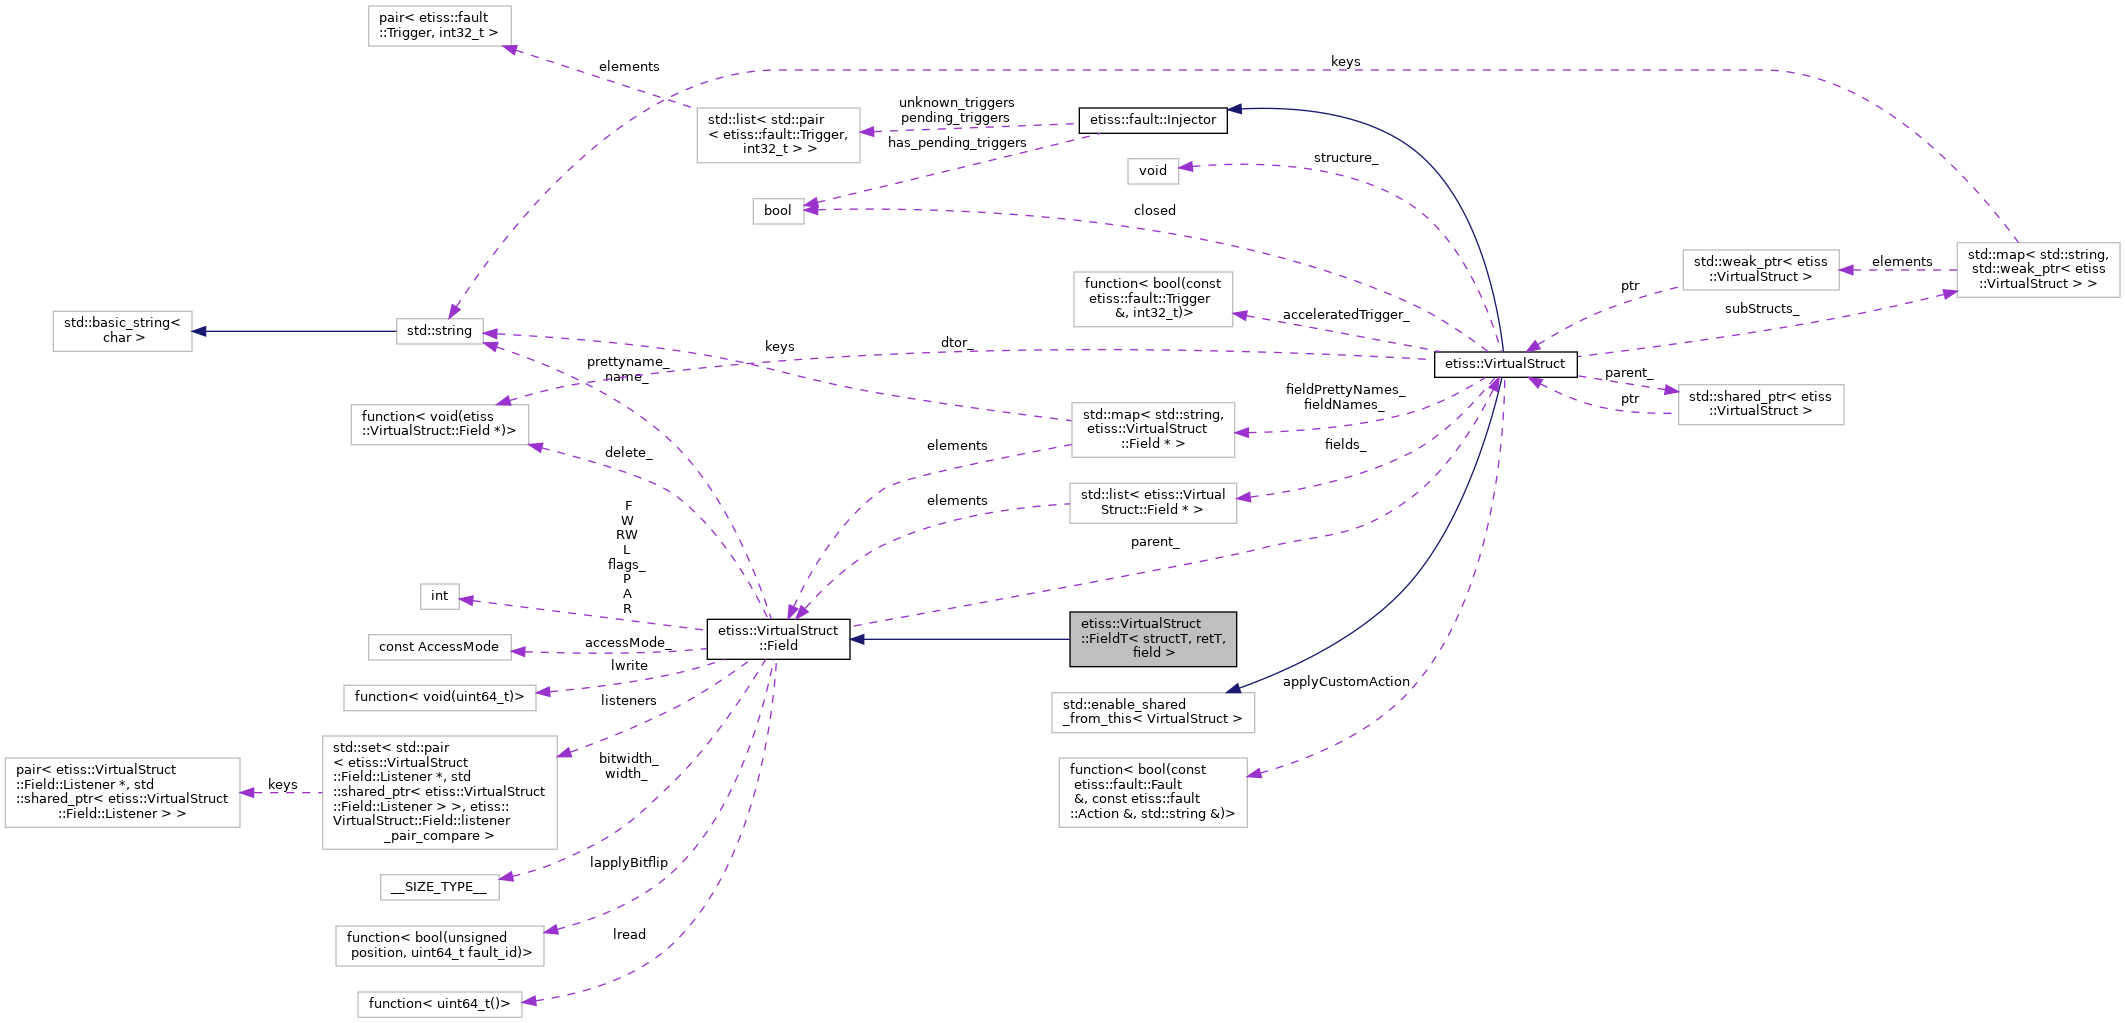 pair< etiss::fault
::Trigger, int32_t >
elements
keys
std::list< std::pair
< etiss::fault::Trigger,
int32_t > >
unknown_triggers
pending_triggers
has_pending_triggers
etiss::fault::Injector
void
structure_
bool
closed
function< bool(const
etiss::fault::Trigger
&, int32_t)>
acceleratedTrigger_
std::weak_ptr< etiss
::VirtualStruct >
elements
std::map< std::string,
std::weak_ptr< etiss
::VirtualStruct > >
ptr
subStructs_
std::basic_string<
char >
std::string
prettyname_
name_
keys
dtor_
etiss::VirtualStruct
parent_
ptr
std::shared_ptr< etiss
::VirtualStruct >
function< void(etiss
::VirtualStruct::Field *)>
delete_
fieldPrettyNames_
fieldNames_
std::map< std::string,
etiss::VirtualStruct
::Field * >
elements
fields_
std::list< etiss::Virtual
Struct::Field * >
elements
parent_
F
W
RW
L
flags_
P
A
R
int
const AccessMode
accessMode_
etiss::VirtualStruct
::Field
etiss::VirtualStruct
::FieldT< structT, retT,
field >
lwrite
function< void(uint64_t)>
listeners
std::enable_shared
_from_this< VirtualStruct >
applyCustomAction
pair< etiss::VirtualStruct
::Field::Listener *, std
::shared_ptr< etiss::VirtualStruct
::Field::Listener > >
keys
std::set< std::pair
< etiss::VirtualStruct
::Field::Listener *, std
::shared_ptr< etiss::VirtualStruct
::Field::Listener > >, etiss::
VirtualStruct::Field::listener
_pair_compare >
bitwidth_
width_
function< bool(const
etiss::fault::Fault
&, const etiss::fault
::Action &, std::string &)>
__SIZE_TYPE__
lapplyBitflip
function< bool(unsigned
position, uint64_t fault_id)>
lread
function< uint64_t()>